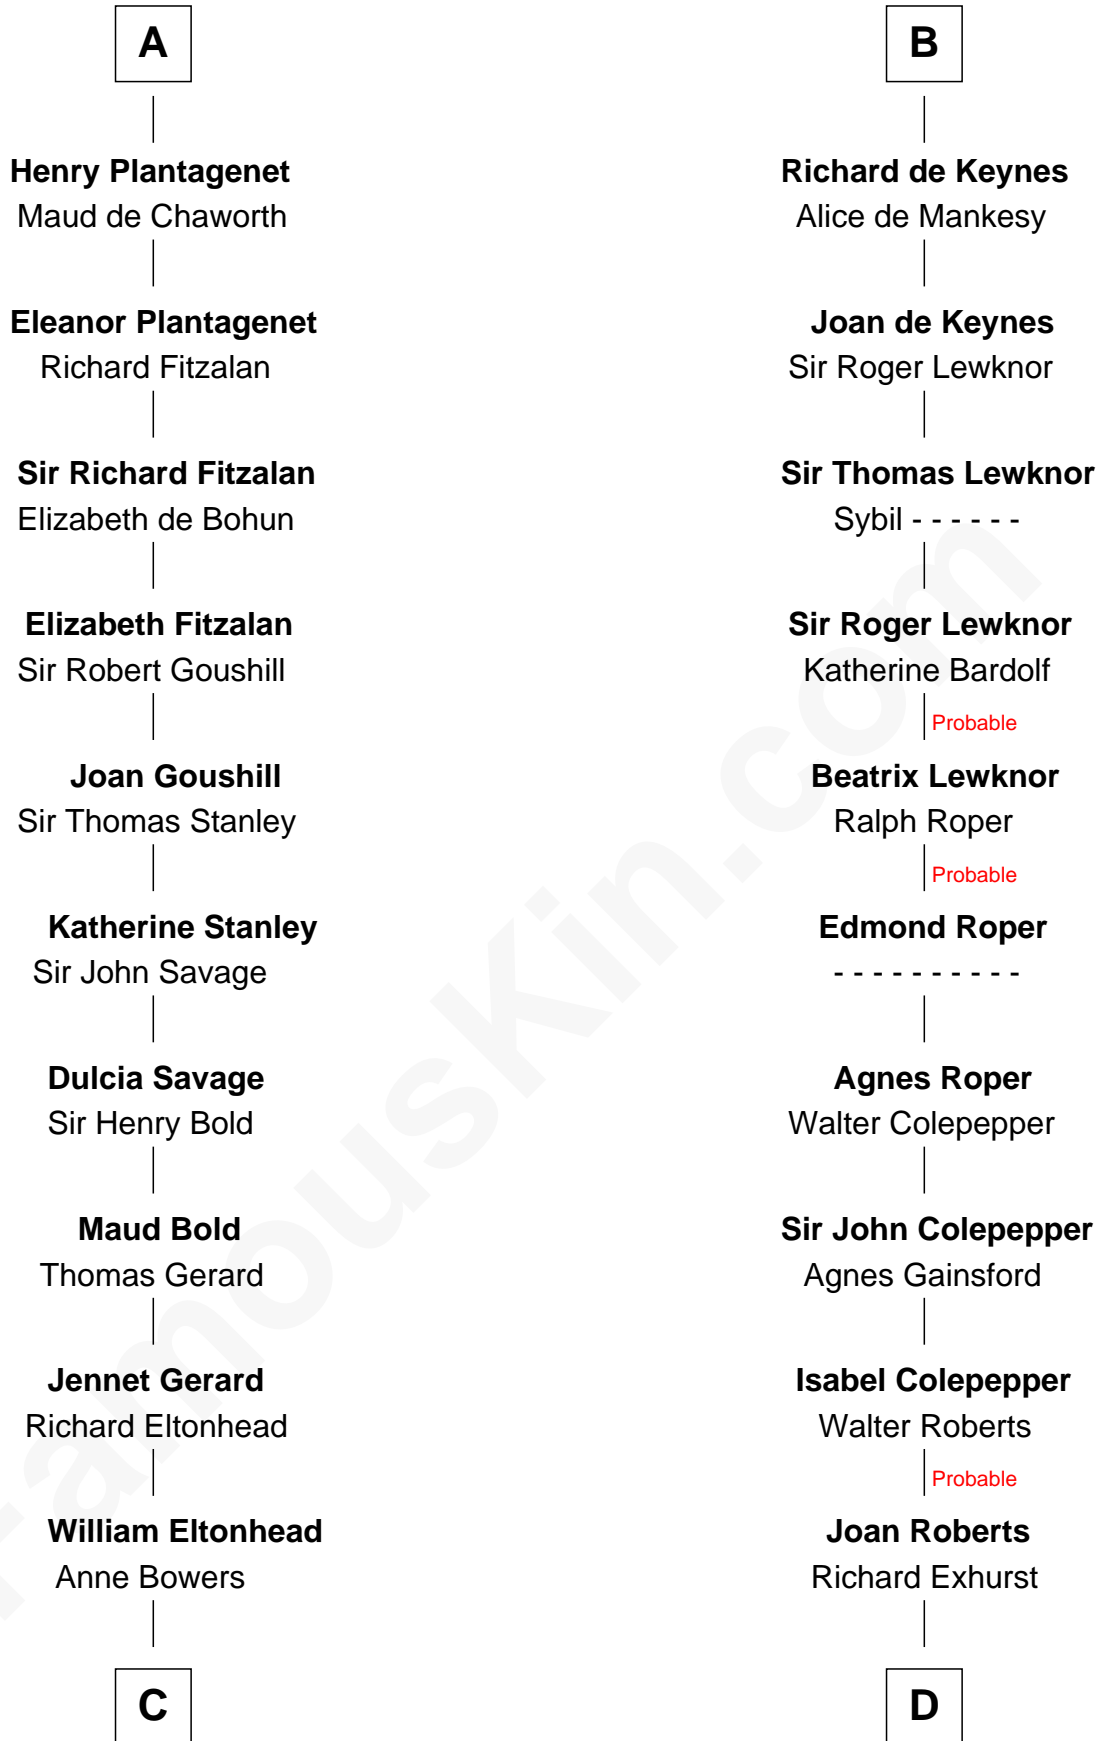 A
Henry Plantagenet
Maud de Chaworth
Eleanor Plantagenet
Richard Fitzalan
Sir Richard Fitzalan
Elizabeth de Bohun
Elizabeth Fitzalan
Sir Robert Goushill
Joan Goushill
Sir Thomas Stanley
Katherine Stanley
Sir John Savage
Dulcia Savage
Sir Henry Bold
Maud Bold
Thomas Gerard
Jennet Gerard
Richard Eltonhead
William Eltonhead
Anne Bowers
C
B
Richard de Keynes
Alice de Mankesy
Joan de Keynes
Sir Roger Lewknor
Sir Thomas Lewknor
Sybil - - - - - -
Sir Roger Lewknor
Katherine Bardolf
Probable
Beatrix Lewknor
Ralph Roper
Probable
Edmond Roper
- - - - - - - - - -
Agnes Roper
Walter Colepepper
Sir John Colepepper
Agnes Gainsford
Isabel Colepepper
Walter Roberts
Probable
Joan Roberts
Richard Exhurst
D
FamousKin.com